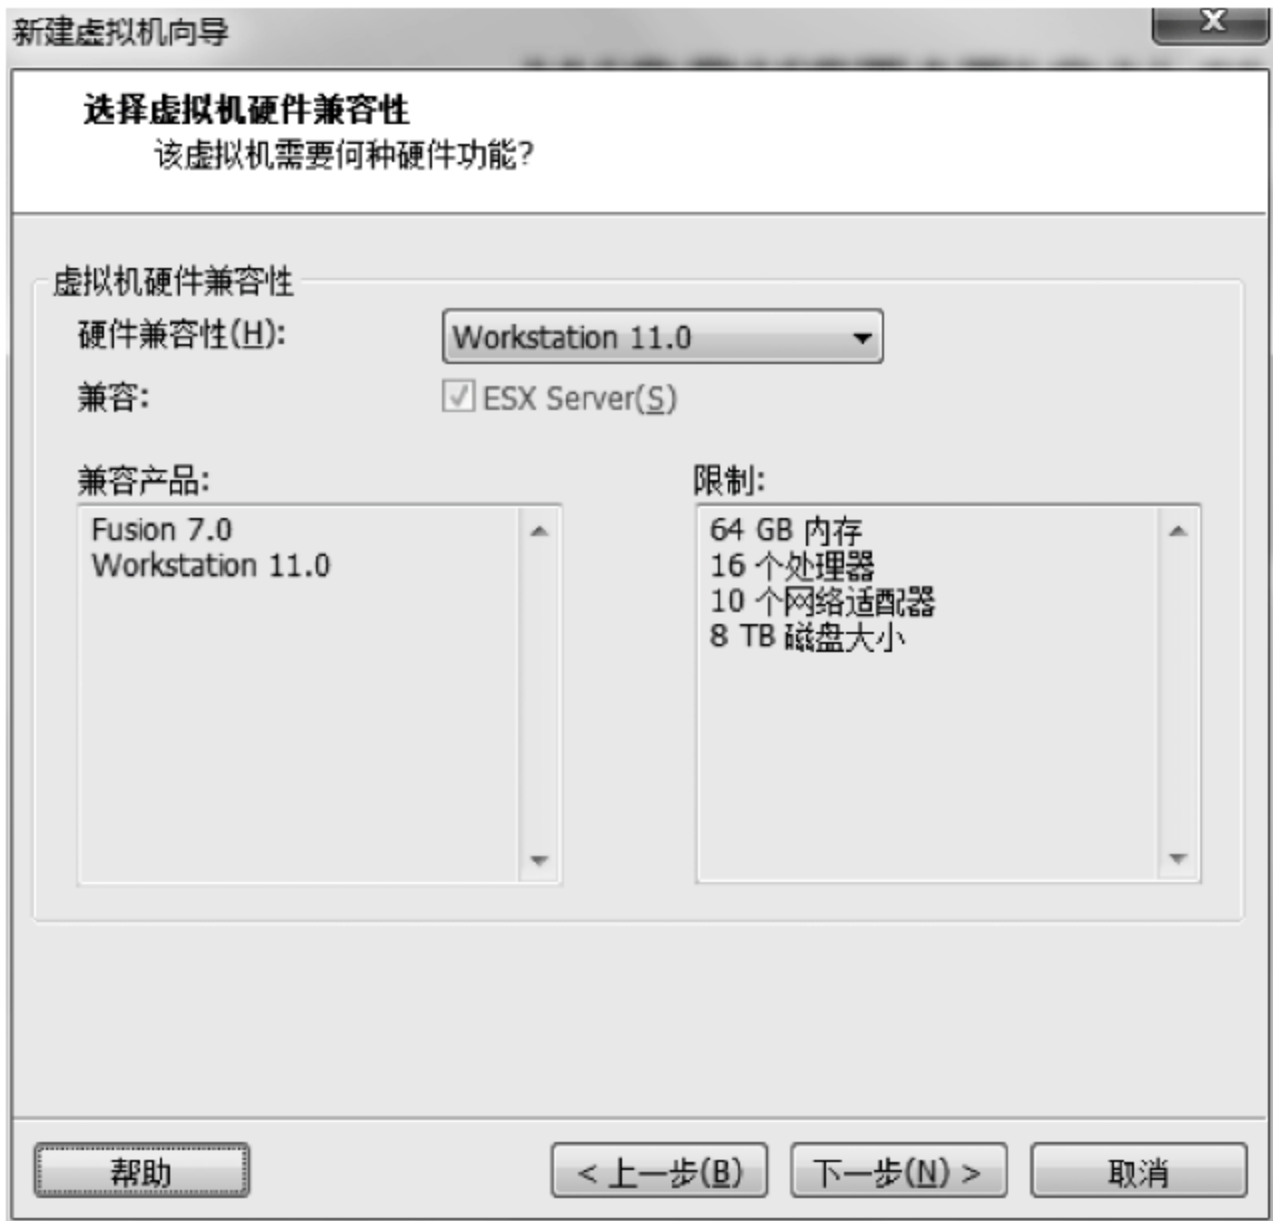 新建虚拟机向导
X
选择虚拟机硬件兼容性
该虚拟机需要何种硬件功能?
虚拟机硬件兼容性
硬件兼容性(H): Workstation 11.0
兼容: ESX Server(S)
兼容产品:
Fusion 7.0
Workstation 11.0
限制:
64 GB 内存
16 个处理器
10 个网络适配器
8 TB 磁盘大小
帮助 < 上一步(B) 下一步(N) > 取消